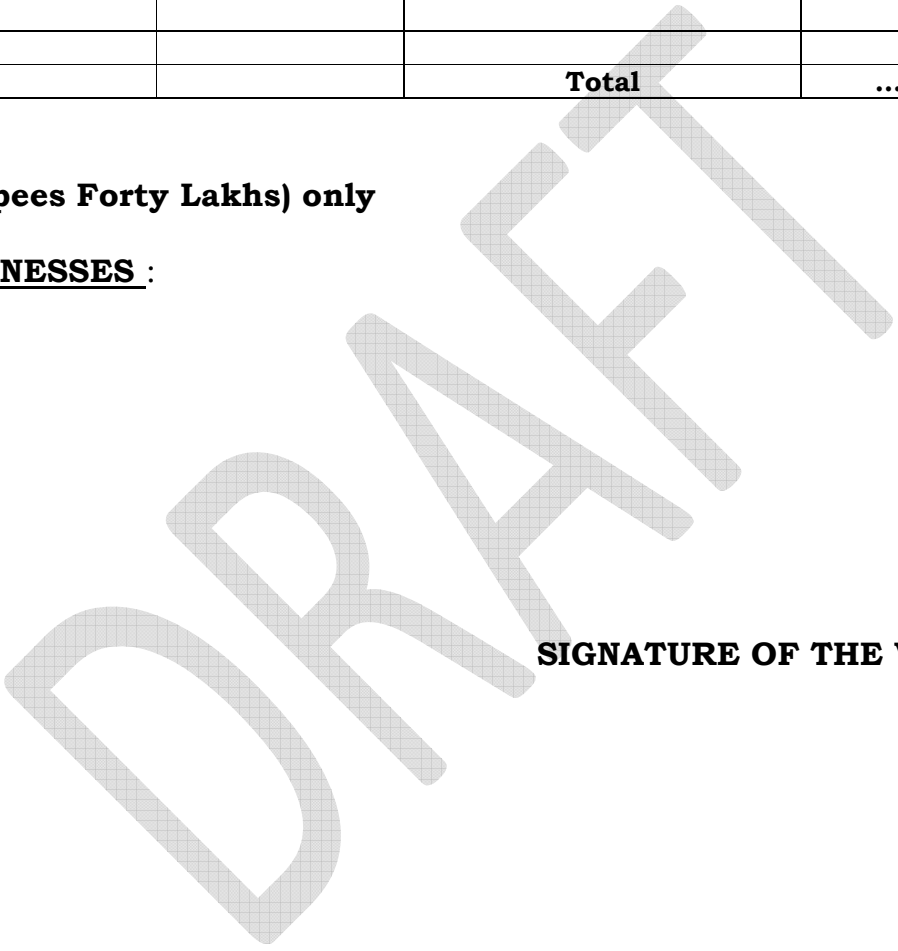 Total ...
pees Forty Lakhs) only
NESSES :
SIGNATURE OF THE
DRAFT